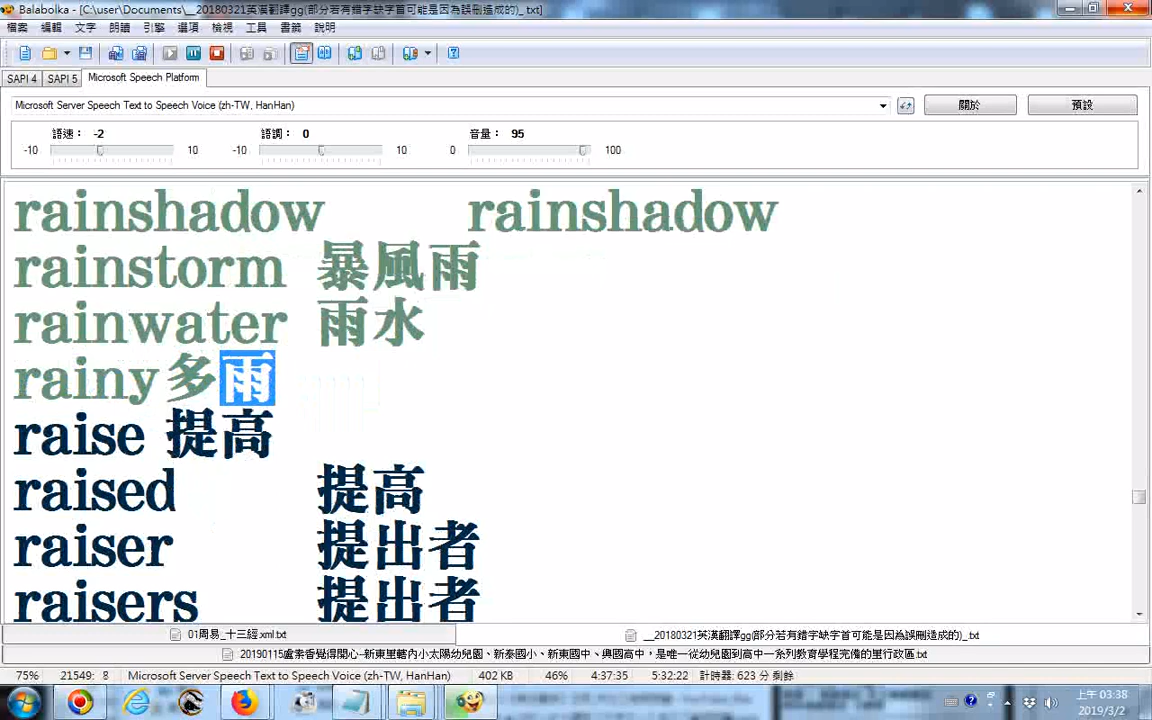 Balabolka - [C:\user\Documents\__20180321英漢翻譯gg(部分若有錯字缺字首可能是因為誤刪造成的)_.txt]
檔案 編輯 文字 朗讀 引擎 選項 檢視 工具 書籤 說明
SAPI 4 SAPI 5 Microsoft Speech Platform
Microsoft Server Speech Text to Speech Voice (zh-TW, HanHan) 關於 預設
語速： -2 語調： 0 音量： 95
-10 10 -10 10 0 100
rainshadow rainshadow
rainstorm 暴風雨
rainwater 雨水
rainy 多雨
raise 提高
raised 提高
raiser 提出者
raisers 提出者
01周易_十三經.xml.txt __20180321英漢翻譯gg(部分若有錯字缺字首可能是因為誤刪造成的)_.txt
20190115盧素香覺得開心--新東里轄內小太陽幼兒園、新泰國小、新東國中、興國高中，是唯一從幼兒園到高中一系列教育學程完備的里行政區.txt
75% 21549: 8 Microsoft Server Speech Text to Speech Voice (zh-TW, HanHan) 402 KB 46% 4:37:35 5:32:22 計時器: 623 分 剩餘
上午 03:38
2019/3/2